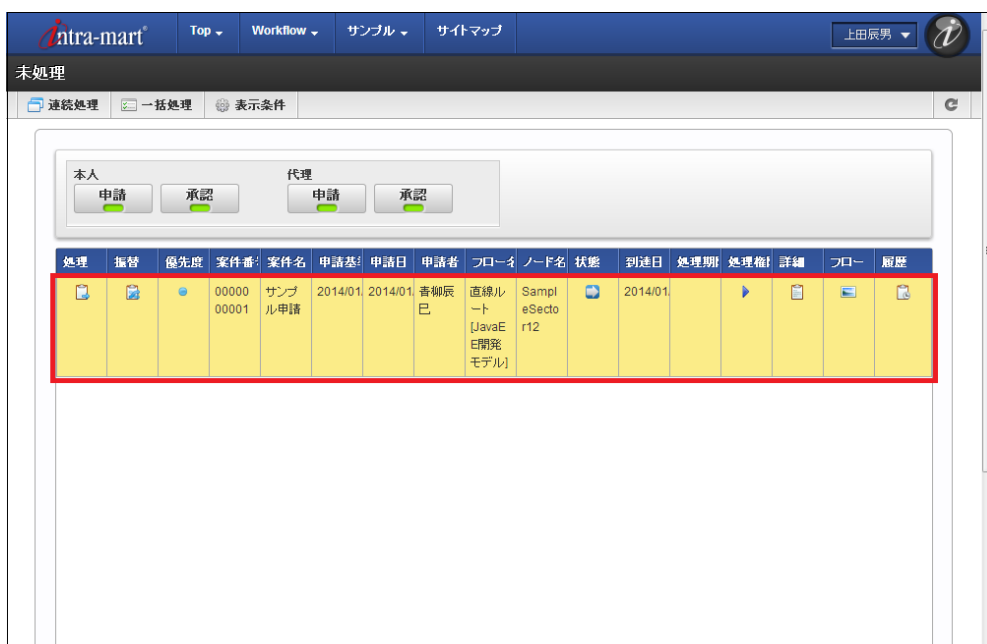 intra-mart Top Workflow サンプル サイトマップ 上田辰男
未処理
連続処理 一括処理 表示条件
本人 代理
申請 承認 申請 承認
処理 振替 優先度 案件番 案件名 申請基 申請日 申請者 フロー名 ノード名 状態 到達日 処理期 処理権 詳細 フロー 履歴
00000 サンプ 2014/01. 2014/01. 青柳辰 直線ル Sampl 2014/01.
00001 ル申請 巳 ート eSecto
[JavaE r12
E開発
モデル]